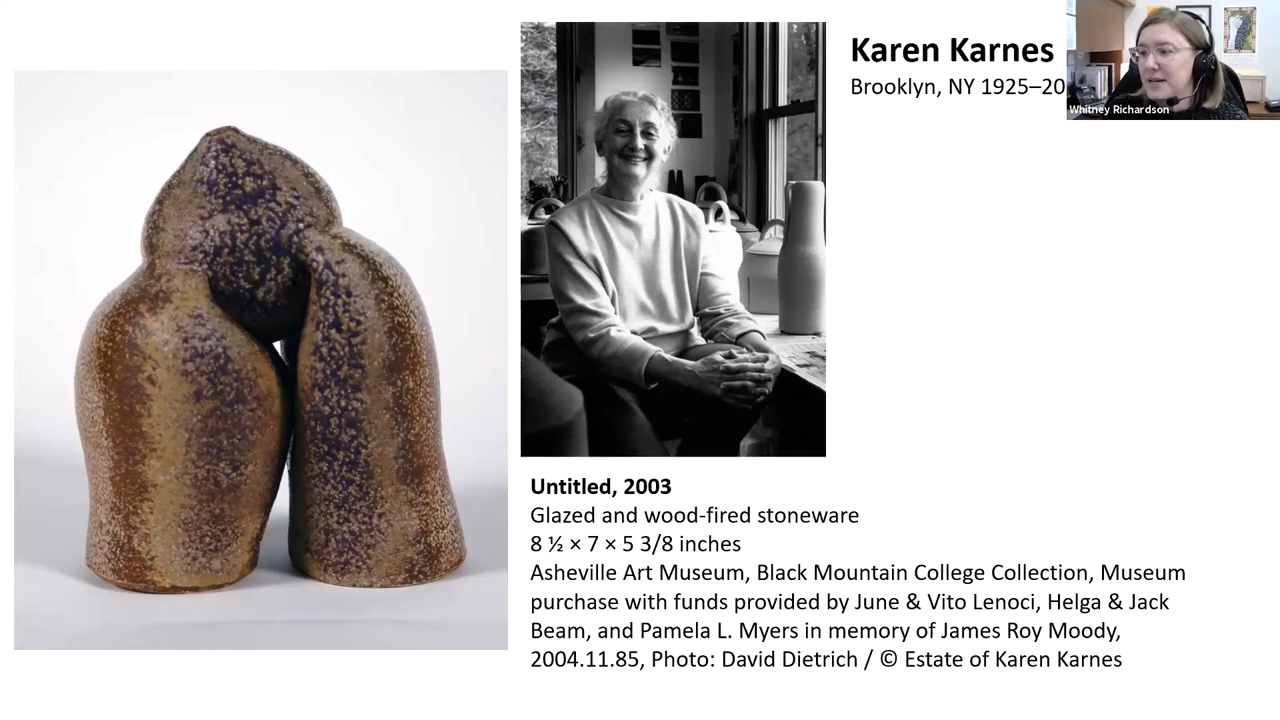 Karen Karnes
Brooklyn, NY 1925–20
Whitney Richardson
Untitled, 2003
Glazed and wood-fired stoneware
8 ½ × 7 × 5 3/8 inches
Asheville Art Museum, Black Mountain College Collection, Museum
purchase with funds provided by June & Vito Lenoci, Helga & Jack
Beam, and Pamela L. Myers in memory of James Roy Moody,
2004.11.85, Photo: David Dietrich / © Estate of Karen Karnes